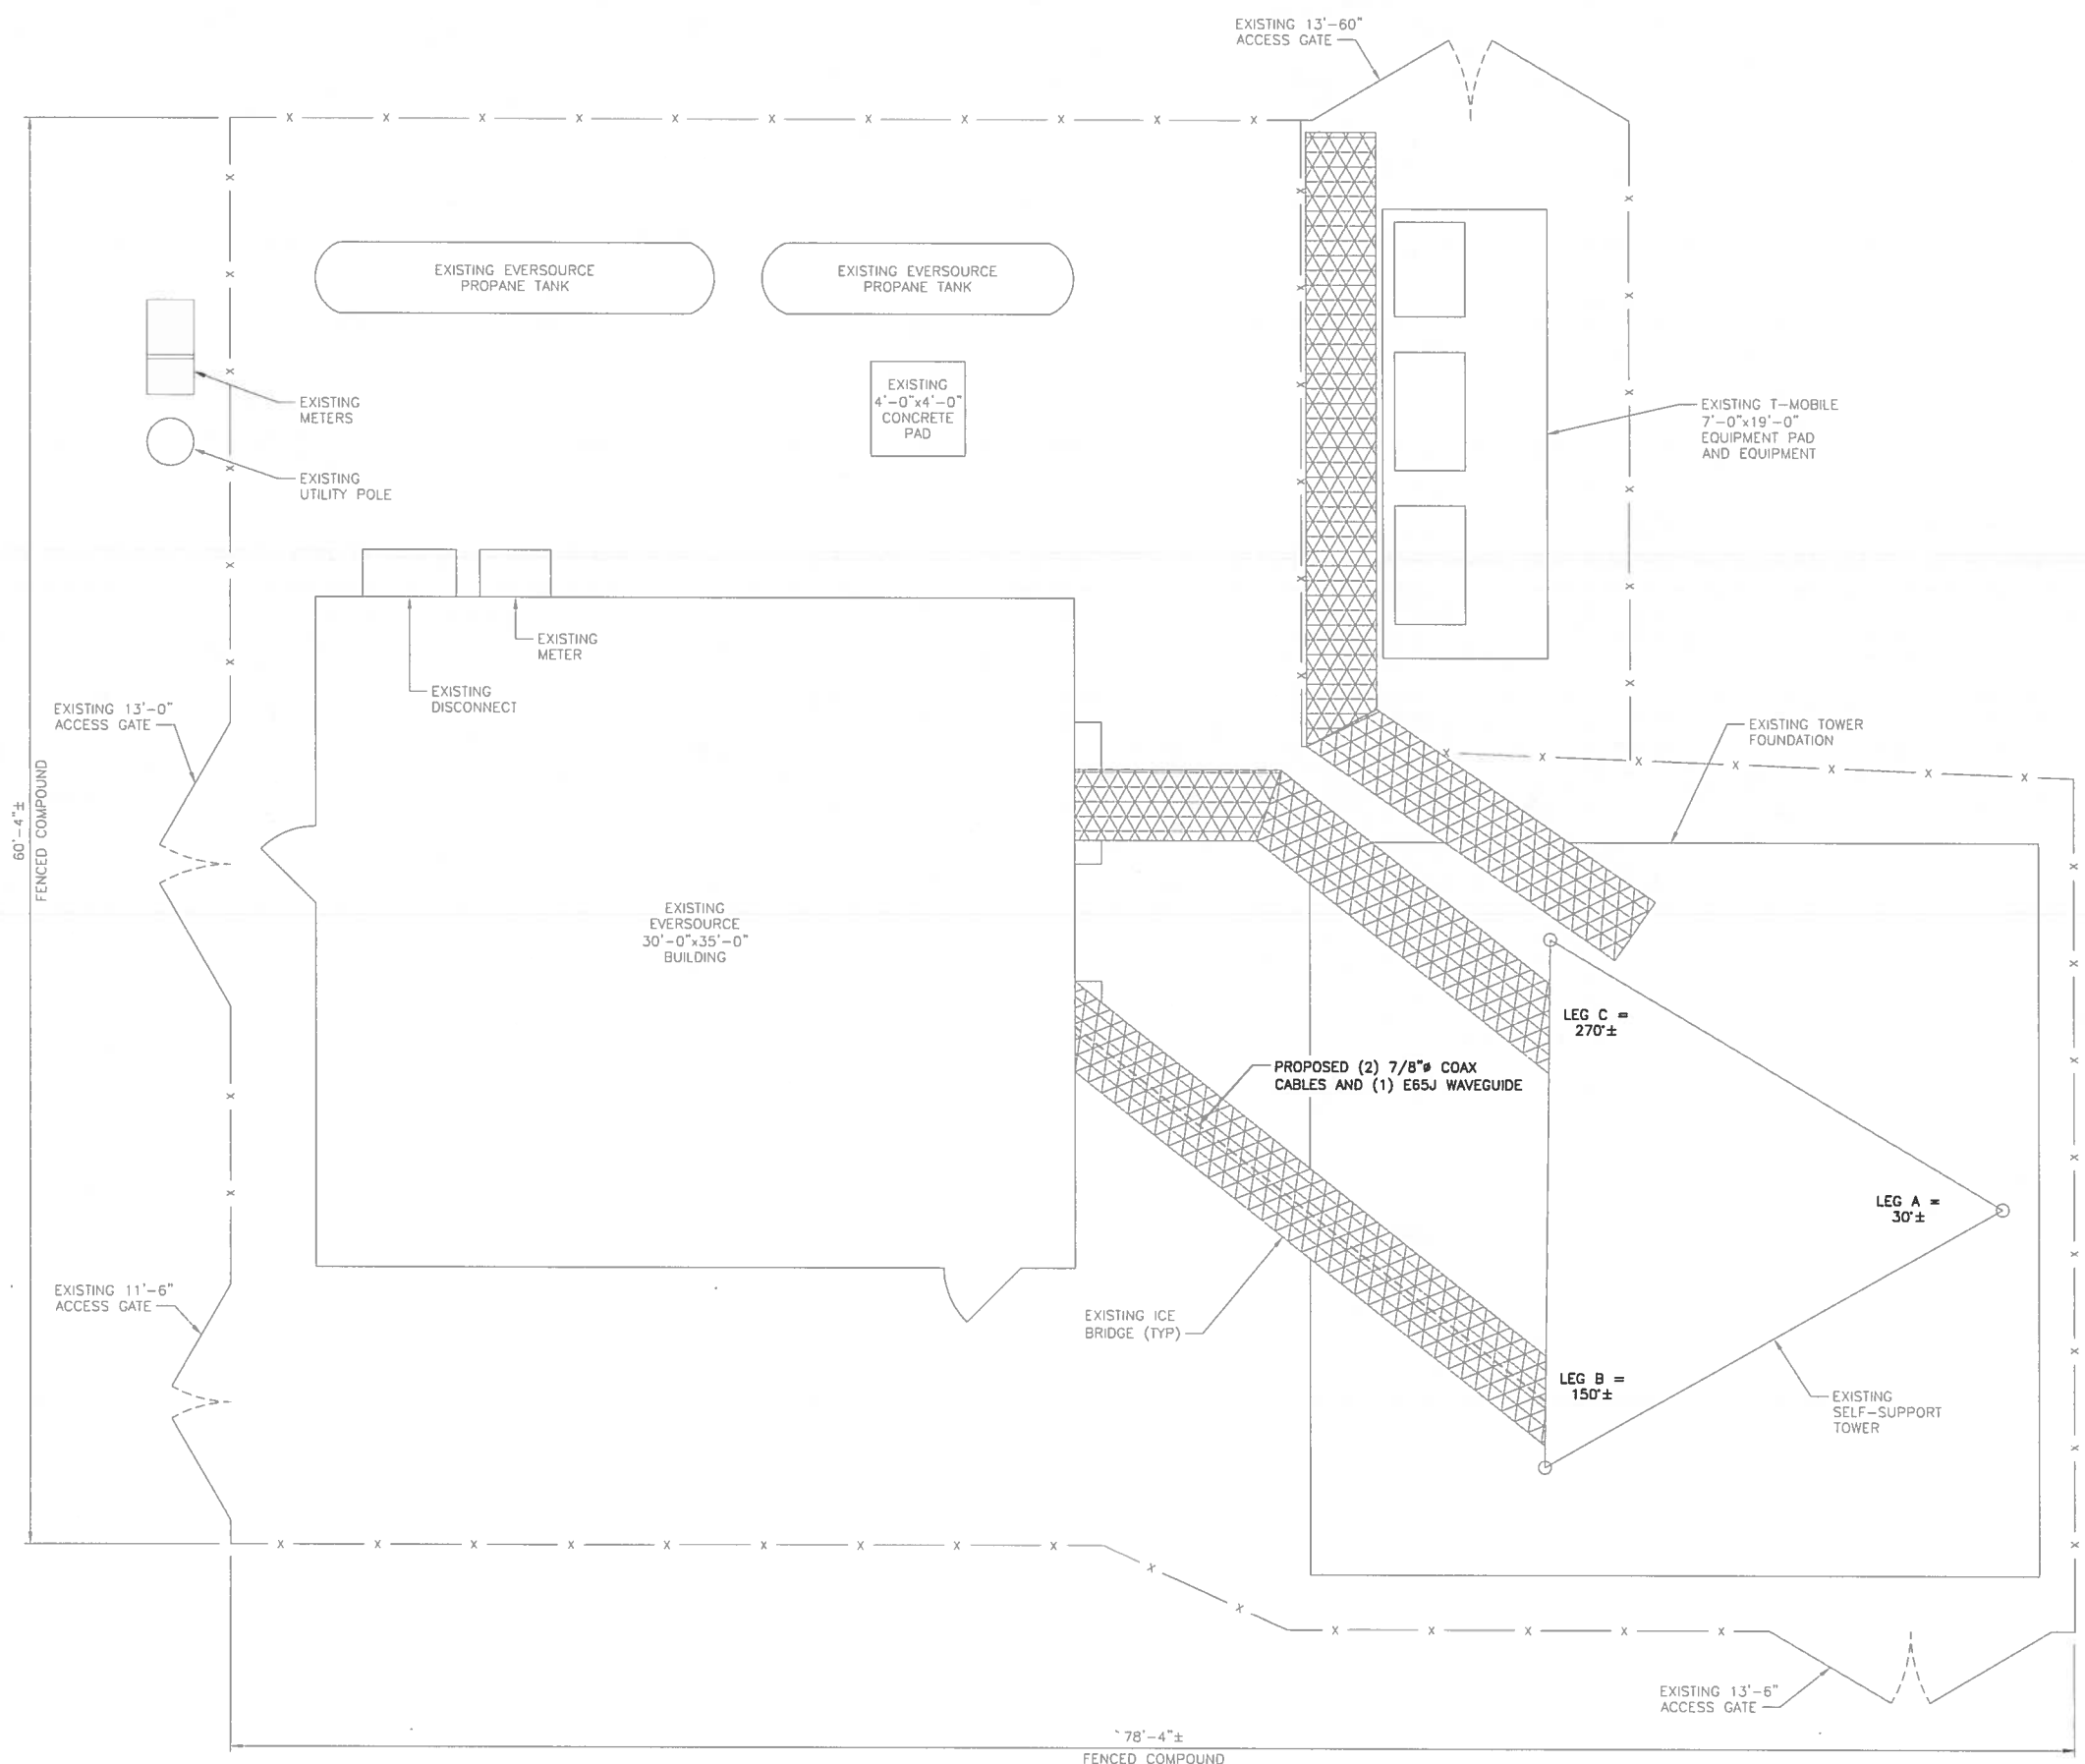 EXISTING 13'-60"
ACCESS GATE
EXISTING EVERSOURCE
PROPANE TANK
EXISTING EVERSOURCE
PROPANE TANK
EXISTING
METERS
EXISTING
4'-0"x4'-0"
CONCRETE
PAD
EXISTING T-MOBILE
7'-0"x19'-0"
EQUIPMENT PAD
AND EQUIPMENT
EXISTING
UTILITY POLE
EXISTING
METER
EXISTING
DISCONNECT
EXISTING 13'-0"
ACCESS GATE
EXISTING TOWER
FOUNDATION
60'-4"±
FENCED COMPOUND
EXISTING
EVERSOURCE
30'-0"x35'-0"
BUILDING
LEG C =
270°±
PROPOSED (2) 7/8"ø COAX
CABLES AND (1) E65J WAVEGUIDE
LEG A =
30°±
EXISTING 11'-6"
ACCESS GATE
EXISTING ICE
BRIDGE (TYP)
LEG B =
150°±
EXISTING
SELF-SUPPORT
TOWER
EXISTING 13'-6"
ACCESS GATE
78'-4"±
FENCED COMPOUND